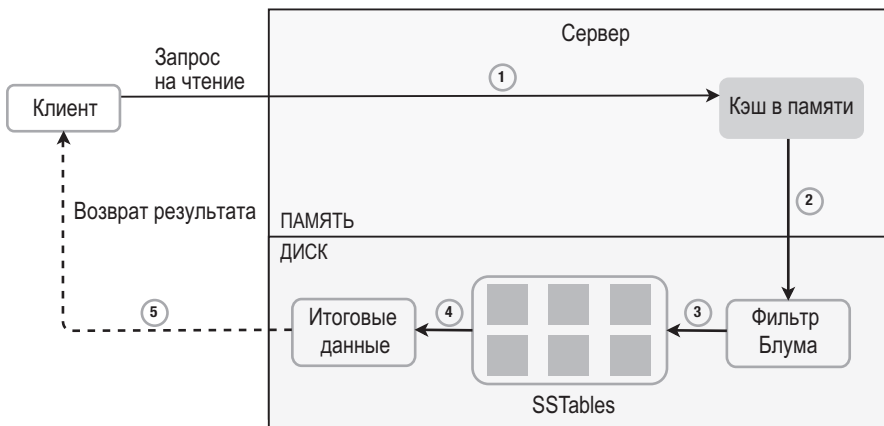 Сервер
Запрос
на чтение
1
Клиент
Кэш в памяти
2
Возврат результата
ПАМЯТЬ
ДИСК
5
Итоговые
данные
4
3
Фильтр
Блума
SSTables